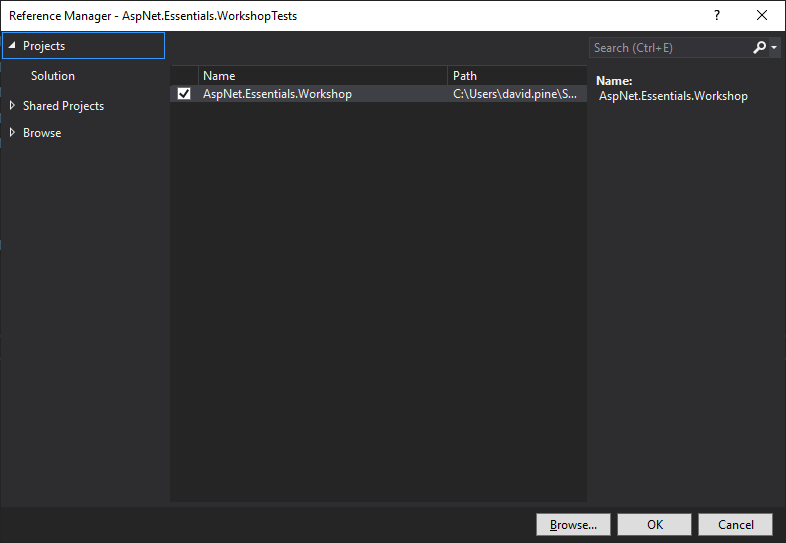 Reference Manager - AspNet.Essentials.WorkshopTests
?
Projects
Search (Ctrl+E)
Solution
Name
Path
Name:
AspNet.Essentials.Workshop
C:\Users\david.pine\S...
AspNet.Essentials.Workshop
Shared Projects
Browse
Browse...
OK
Cancel